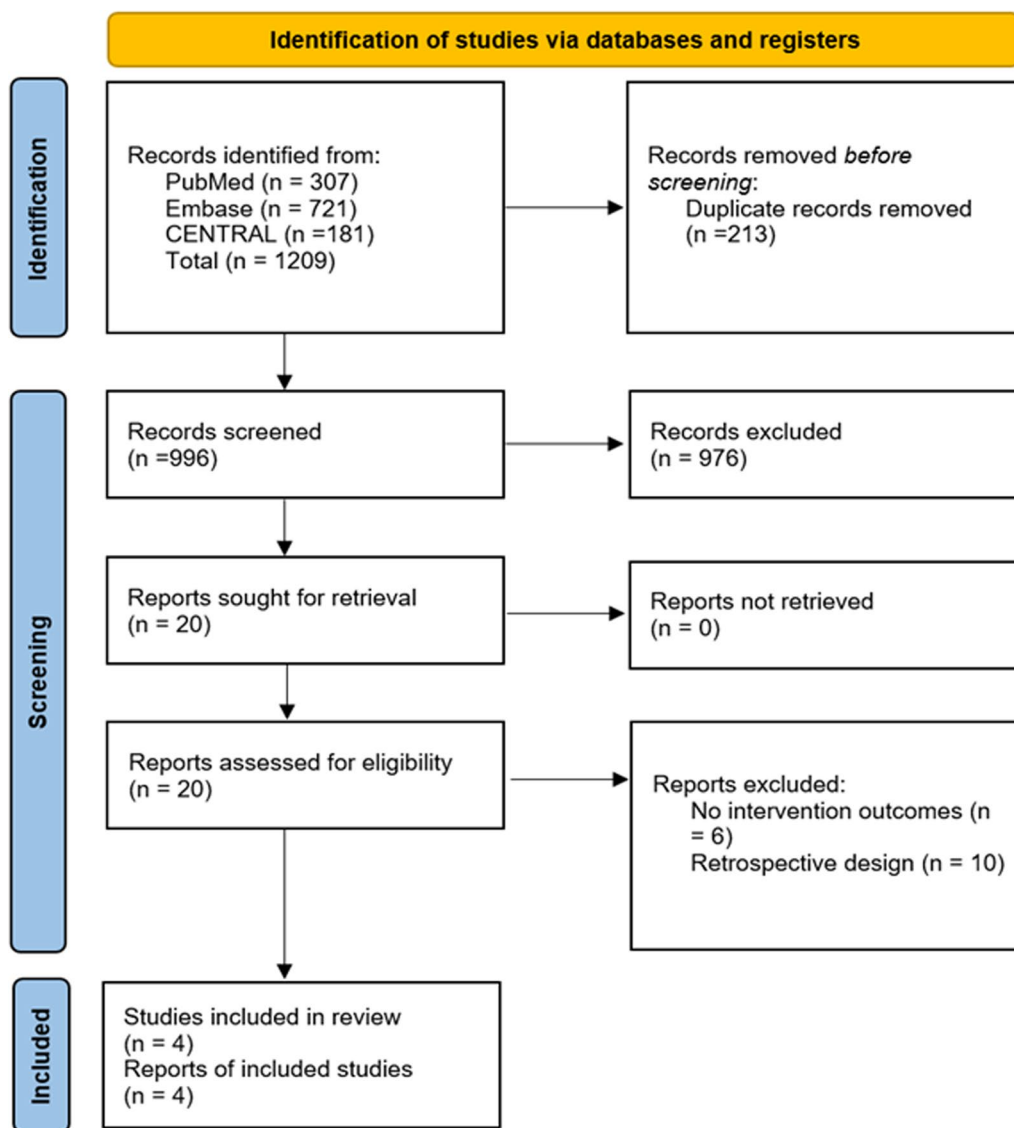 Identification of studies via databases and registers
Identification
Records identified from:
PubMed (n = 307)
Embase (n = 721)
CENTRAL (n =181)
Total (n = 1209)
Records removed before
screening:
Duplicate records removed
(n =213)
Screening
Records screened
(n =996)
Records excluded
(n = 976)
Reports sought for retrieval
(n = 20)
Reports not retrieved
(n = 0)
Reports assessed for eligibility
(n = 20)
Reports excluded:
No intervention outcomes (n
= 6)
Retrospective design (n = 10)
Included
Studies included in review
(n = 4)
Reports of included studies
(n = 4)